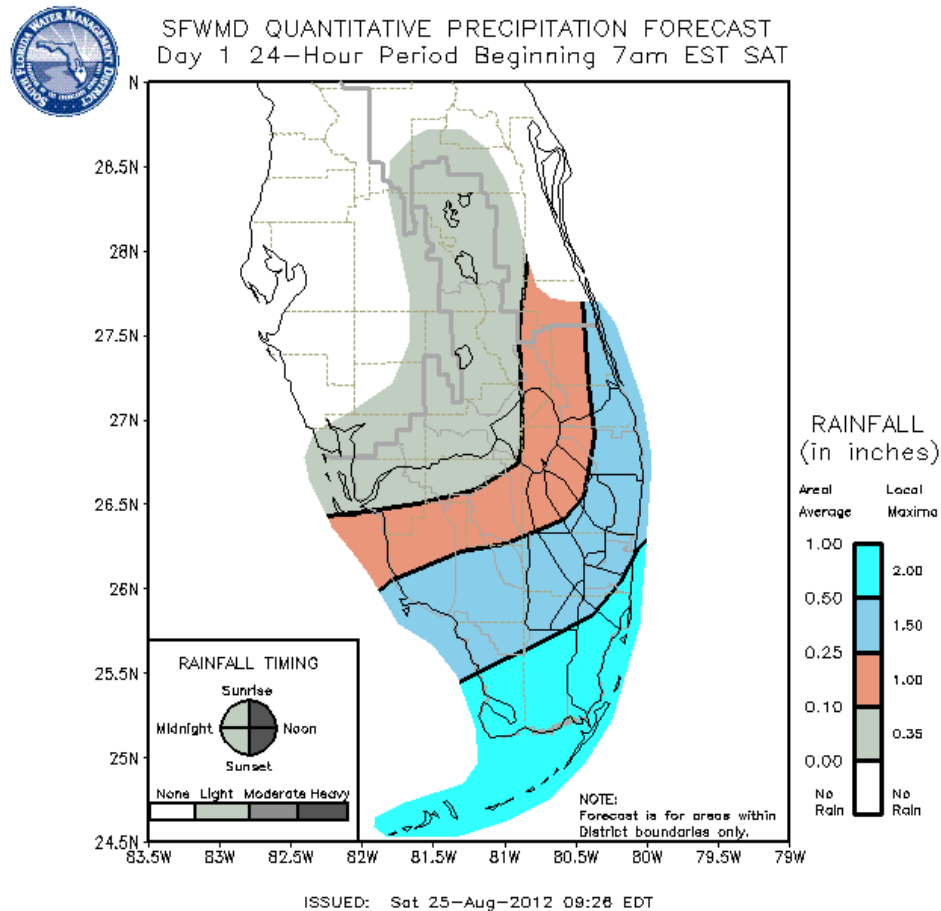 SOUTH FLORIDA WATER MANAGEMENT DISTRICT
SFWMD QUANTITATIVE PRECIPITATION FORECAST
Day 1 24-Hour Period Beginning 7am EST SAT
N
28.5N
28N
27.5N
27N
26.5N
26N
25.5N
25N
24.5N
83.5W
83W
82.5W
82W
81.5W
81W
80.5W
80W
79.5W
79W
RAINFALL TIMING
Sunrise
Midnight
Noon
Sunset
None Light Moderate Heavy
NOTE:
Forecast is for areas within
District boundaries only.
RAINFALL
(in inches)
Areal Local
Average Maxima
1.00
2.00
0.50
1.50
0.25
1.00
0.10
0.35
0.00
No No
Rain Rain
ISSUED: Sat 25-Aug-2012 09:26 EDT